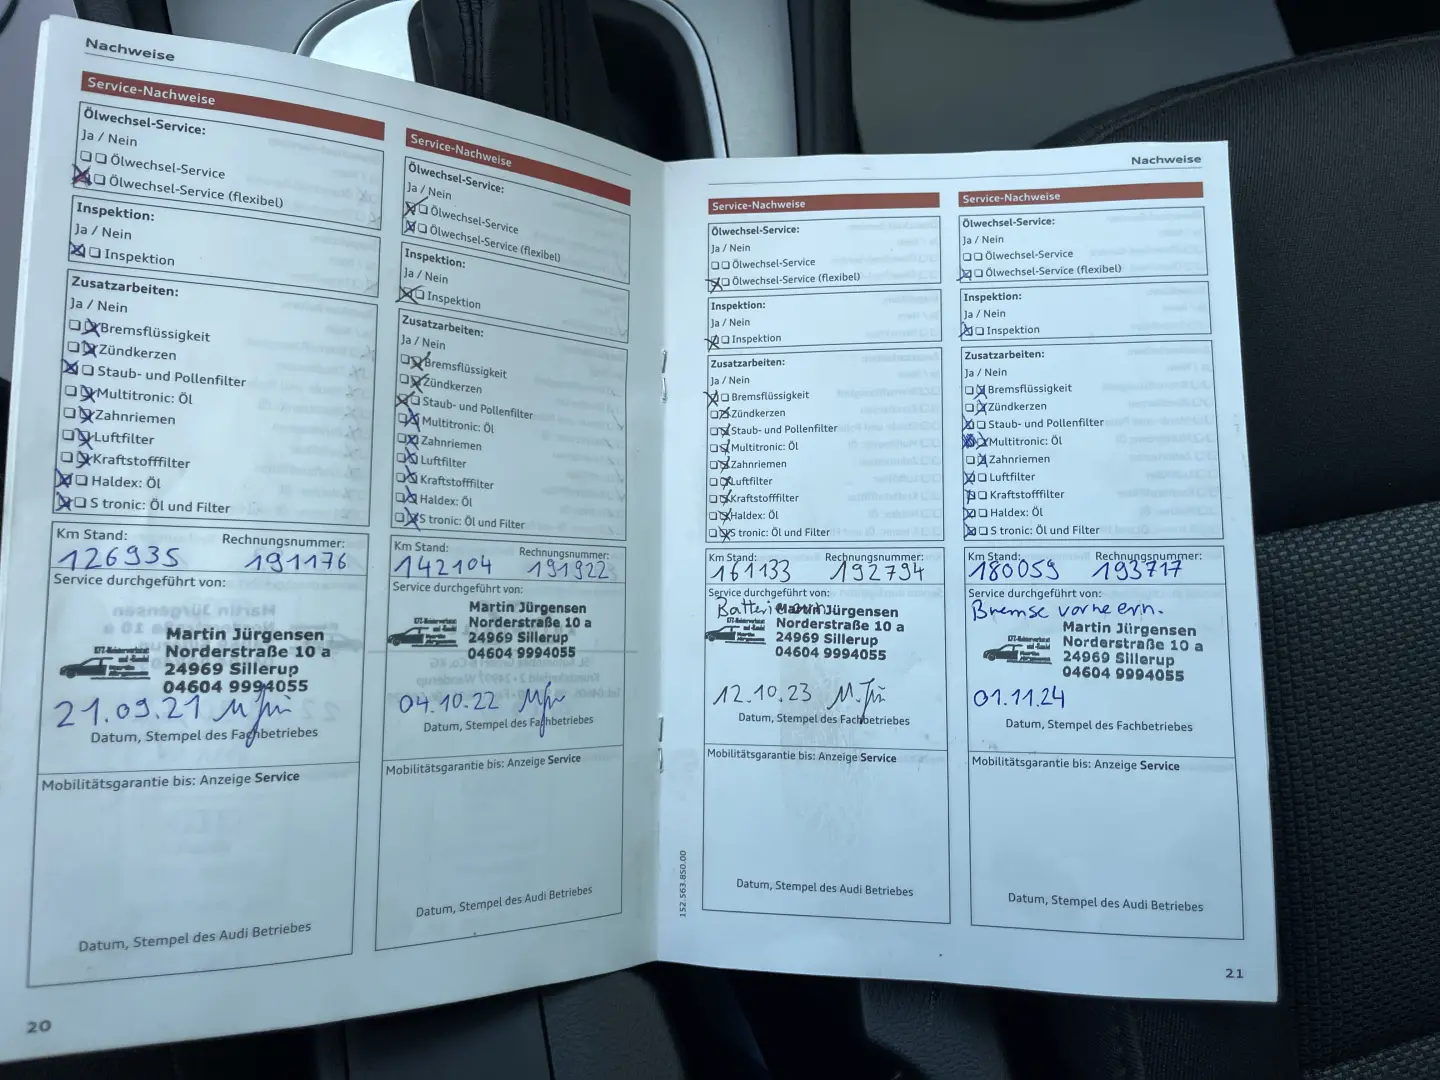 Nachweise
Service-Nachweise
Ölwechsel-Service:
Ja / Nein
Ölwechsel-Service
Ölwechsel-Service (flexibel)
Inspektion:
Ja / Nein
Inspektion
Zusatzarbeiten:
Ja / Nein
Bremsflüssigkeit
Zündkerzen
Staub- und Pollenfilter
Multitronic: Öl
Zahnriemen
Luftfilter
Kraftstofffilter
Haldex: Öl
S tronic: Öl und Filter
Km Stand: Rechnungsnummer:
126935 191176
Service durchgeführt von:
Martin Jürgensen
Norderstraße 10 a
24969 Sillerup
04604 9994055
21.09.21
Datum, Stempel des Fachbetriebes
Mobilitätsgarantie bis: Anzeige Service
Datum, Stempel des Audi Betriebes
20
Service-Nachweise
Ölwechsel-Service:
Ja / Nein
Ölwechsel-Service
Ölwechsel-Service (flexibel)
Inspektion:
Ja / Nein
Inspektion
Zusatzarbeiten:
Ja / Nein
Bremsflüssigkeit
Zündkerzen
Staub- und Pollenfilter
Multitronic: Öl
Zahnriemen
Luftfilter
Kraftstofffilter
Haldex: Öl
S tronic: Öl und Filter
Km Stand: Rechnungsnummer:
142104 191922
Service durchgeführt von:
Martin Jürgensen
Norderstraße 10 a
24969 Sillerup
04604 9994055
04.10.22
Datum, Stempel des Fachbetriebes
Mobilitätsgarantie bis: Anzeige Service
Datum, Stempel des Audi Betriebes
Nachweise
Service-Nachweise
Ölwechsel-Service:
Ja / Nein
Ölwechsel-Service
Ölwechsel-Service (flexibel)
Inspektion:
Ja / Nein
Inspektion
Zusatzarbeiten:
Ja / Nein
Bremsflüssigkeit
Zündkerzen
Staub- und Pollenfilter
Multitronic: Öl
Zahnriemen
Luftfilter
Kraftstofffilter
Haldex: Öl
S tronic: Öl und Filter
Km Stand: Rechnungsnummer:
161133 192794
Service durchgeführt von:
Martin Jürgensen
Norderstraße 10 a
24969 Sillerup
04604 9994055
12.10.23
Datum, Stempel des Fachbetriebes
Mobilitätsgarantie bis: Anzeige Service
Datum, Stempel des Audi Betriebes
152.563.850.00
Service-Nachweise
Ölwechsel-Service:
Ja / Nein
Ölwechsel-Service
Ölwechsel-Service (flexibel)
Inspektion:
Ja / Nein
Inspektion
Zusatzarbeiten:
Ja / Nein
Bremsflüssigkeit
Zündkerzen
Staub- und Pollenfilter
Multitronic: Öl
Zahnriemen
Luftfilter
Kraftstofffilter
Haldex: Öl
S tronic: Öl und Filter
Km Stand: Rechnungsnummer:
180059 193717
Service durchgeführt von:
Bremse vorne ern.
Martin Jürgensen
Norderstraße 10 a
24969 Sillerup
04604 9994055
01.11.24
Datum, Stempel des Fachbetriebes
Mobilitätsgarantie bis: Anzeige Service
Datum, Stempel des Audi Betriebes
21